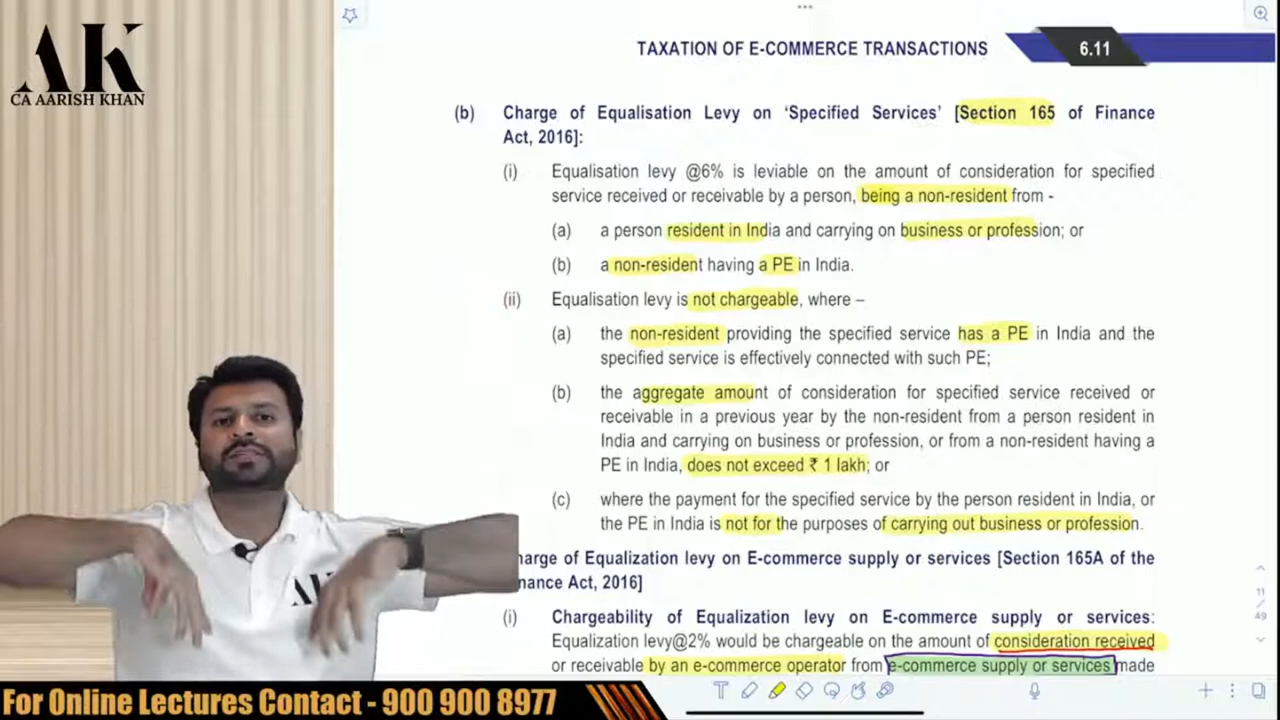 AK
CA AARISH KHAN
TAXATION OF E-COMMERCE TRANSACTIONS 6.11
(b) Charge of Equalisation Levy on ‘Specified Services’ [Section 165 of Finance
Act, 2016]:
(i) Equalisation levy @6% is leviable on the amount of consideration for specified
service received or receivable by a person, being a non-resident from -
(a) a person resident in India and carrying on business or profession; or
(b) a non-resident having a PE in India.
(ii) Equalisation levy is not chargeable, where –
(a) the non-resident providing the specified service has a PE in India and the
specified service is effectively connected with such PE;
(b) the aggregate amount of consideration for specified service received or
receivable in a previous year by the non-resident from a person resident in
India and carrying on business or profession, or from a non-resident having a
PE in India, does not exceed ₹ 1 lakh; or
(c) where the payment for the specified service by the person resident in India, or
the PE in India is not for the purposes of carrying out business or profession.
harge of Equalization levy on E-commerce supply or services [Section 165A of the
nance Act, 2016]
(i) Chargeability of Equalization levy on E-commerce supply or services:
Equalization levy@2% would be chargeable on the amount of consideration received
or receivable by an e-commerce operator from e-commerce supply or services made
11
49
AK
For Online Lectures Contact - 900 900 8977